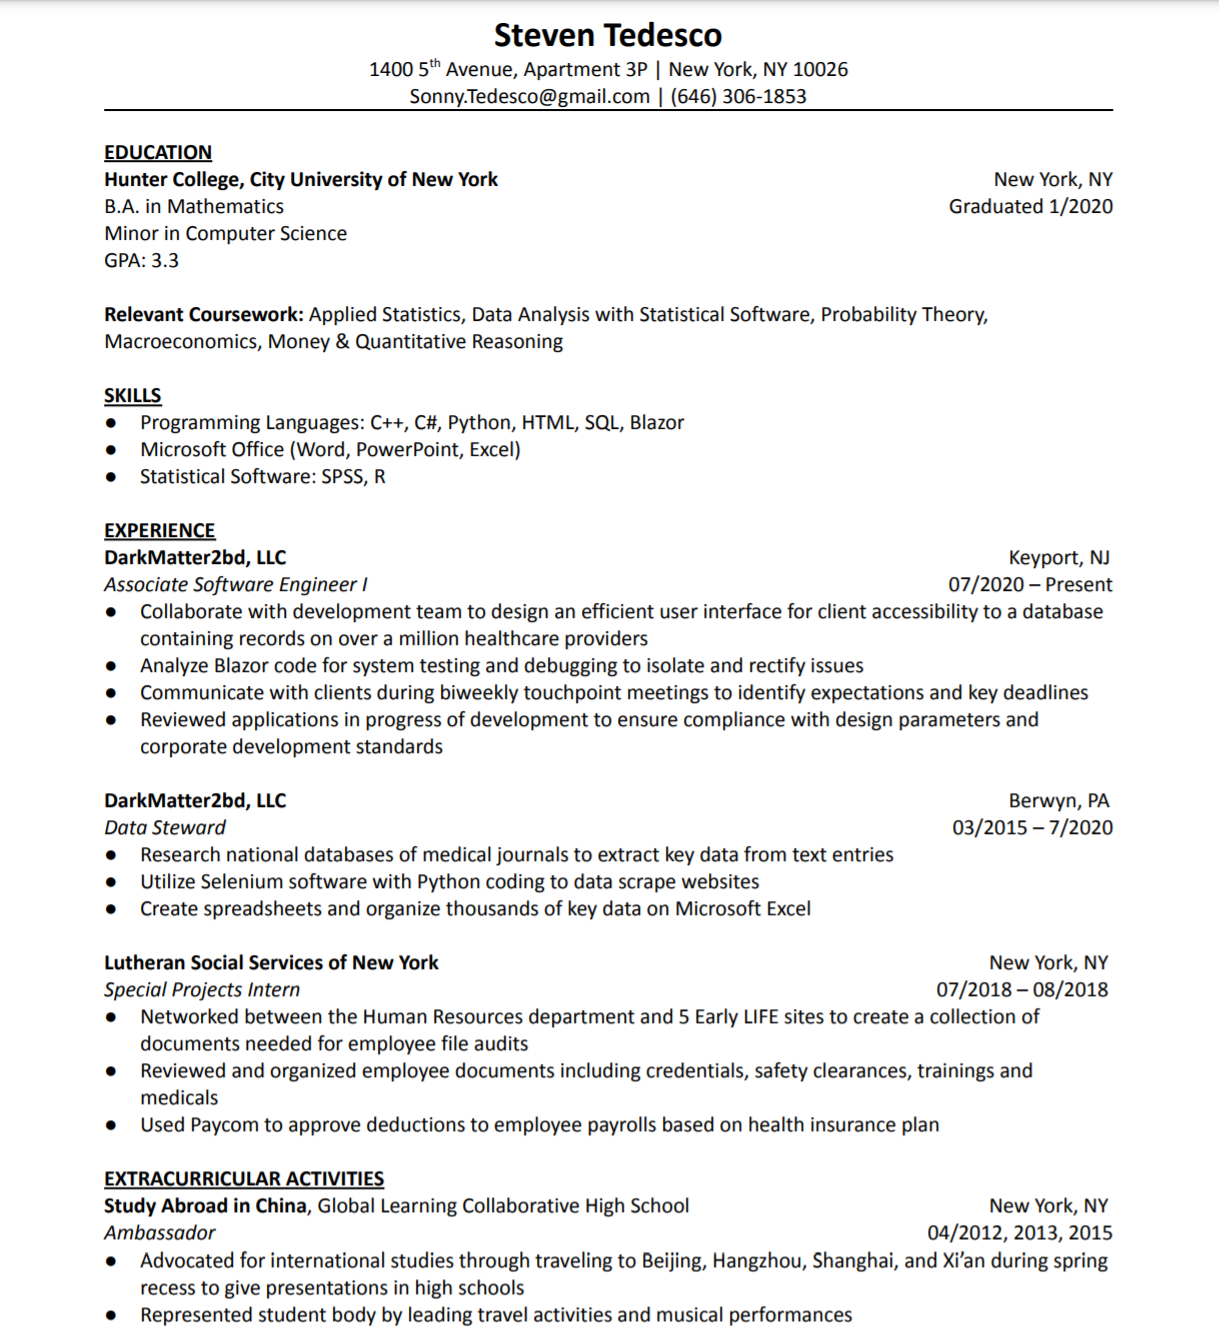 Steven Tedesco
1400 5th Avenue, Apartment 3P | New York, NY 10026
Sonny.Tedesco@gmail.com | (646) 306-1853
EDUCATION
Hunter College, City University of New York New York, NY
B.A. in Mathematics Graduated 1/2020
Minor in Computer Science
GPA: 3.3
Relevant Coursework: Applied Statistics, Data Analysis with Statistical Software, Probability Theory,
Macroeconomics, Money & Quantitative Reasoning
SKILLS
● Programming Languages: C++, C#, Python, HTML, SQL, Blazor
● Microsoft Office (Word, PowerPoint, Excel)
● Statistical Software: SPSS, R
EXPERIENCE
DarkMatter2bd, LLC Keyport, NJ
Associate Software Engineer I 07/2020 – Present
● Collaborate with development team to design an efficient user interface for client accessibility to a database
containing records on over a million healthcare providers
● Analyze Blazor code for system testing and debugging to isolate and rectify issues
● Communicate with clients during biweekly touchpoint meetings to identify expectations and key deadlines
● Reviewed applications in progress of development to ensure compliance with design parameters and
corporate development standards
DarkMatter2bd, LLC Berwyn, PA
Data Steward 03/2015 – 7/2020
● Research national databases of medical journals to extract key data from text entries
● Utilize Selenium software with Python coding to data scrape websites
● Create spreadsheets and organize thousands of key data on Microsoft Excel
Lutheran Social Services of New York New York, NY
Special Projects Intern 07/2018 – 08/2018
● Networked between the Human Resources department and 5 Early LIFE sites to create a collection of
documents needed for employee file audits
● Reviewed and organized employee documents including credentials, safety clearances, trainings and
medicals
● Used Paycom to approve deductions to employee payrolls based on health insurance plan
EXTRACURRICULAR ACTIVITIES
Study Abroad in China, Global Learning Collaborative High School New York, NY
Ambassador 04/2012, 2013, 2015
● Advocated for international studies through traveling to Beijing, Hangzhou, Shanghai, and Xi’an during spring
recess to give presentations in high schools
● Represented student body by leading travel activities and musical performances